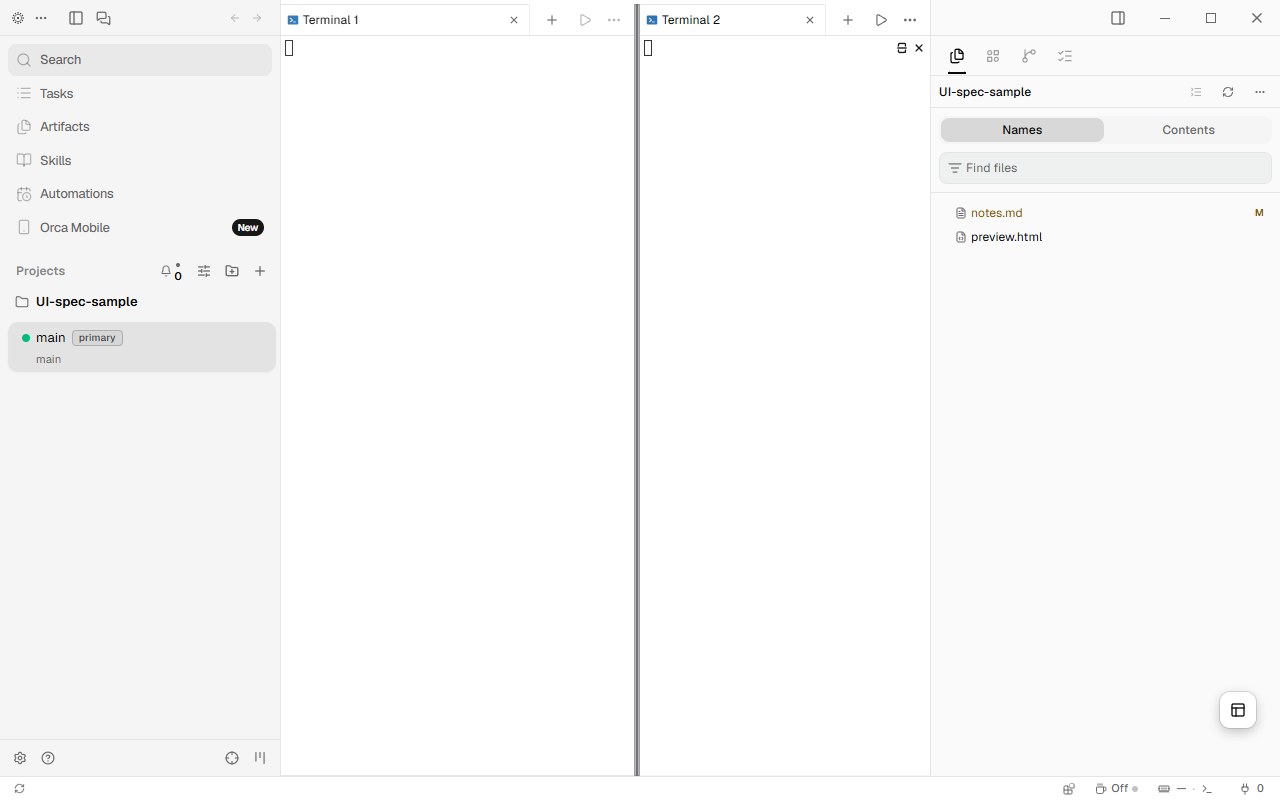 Terminal 1
Terminal 2
Search
Tasks
Artifacts
Skills
Automations
Orca Mobile
New
Projects
0
UI-spec-sample
main
primary
main
UI-spec-sample
Names
Contents
Find files
notes.md
M
preview.html
Off
0